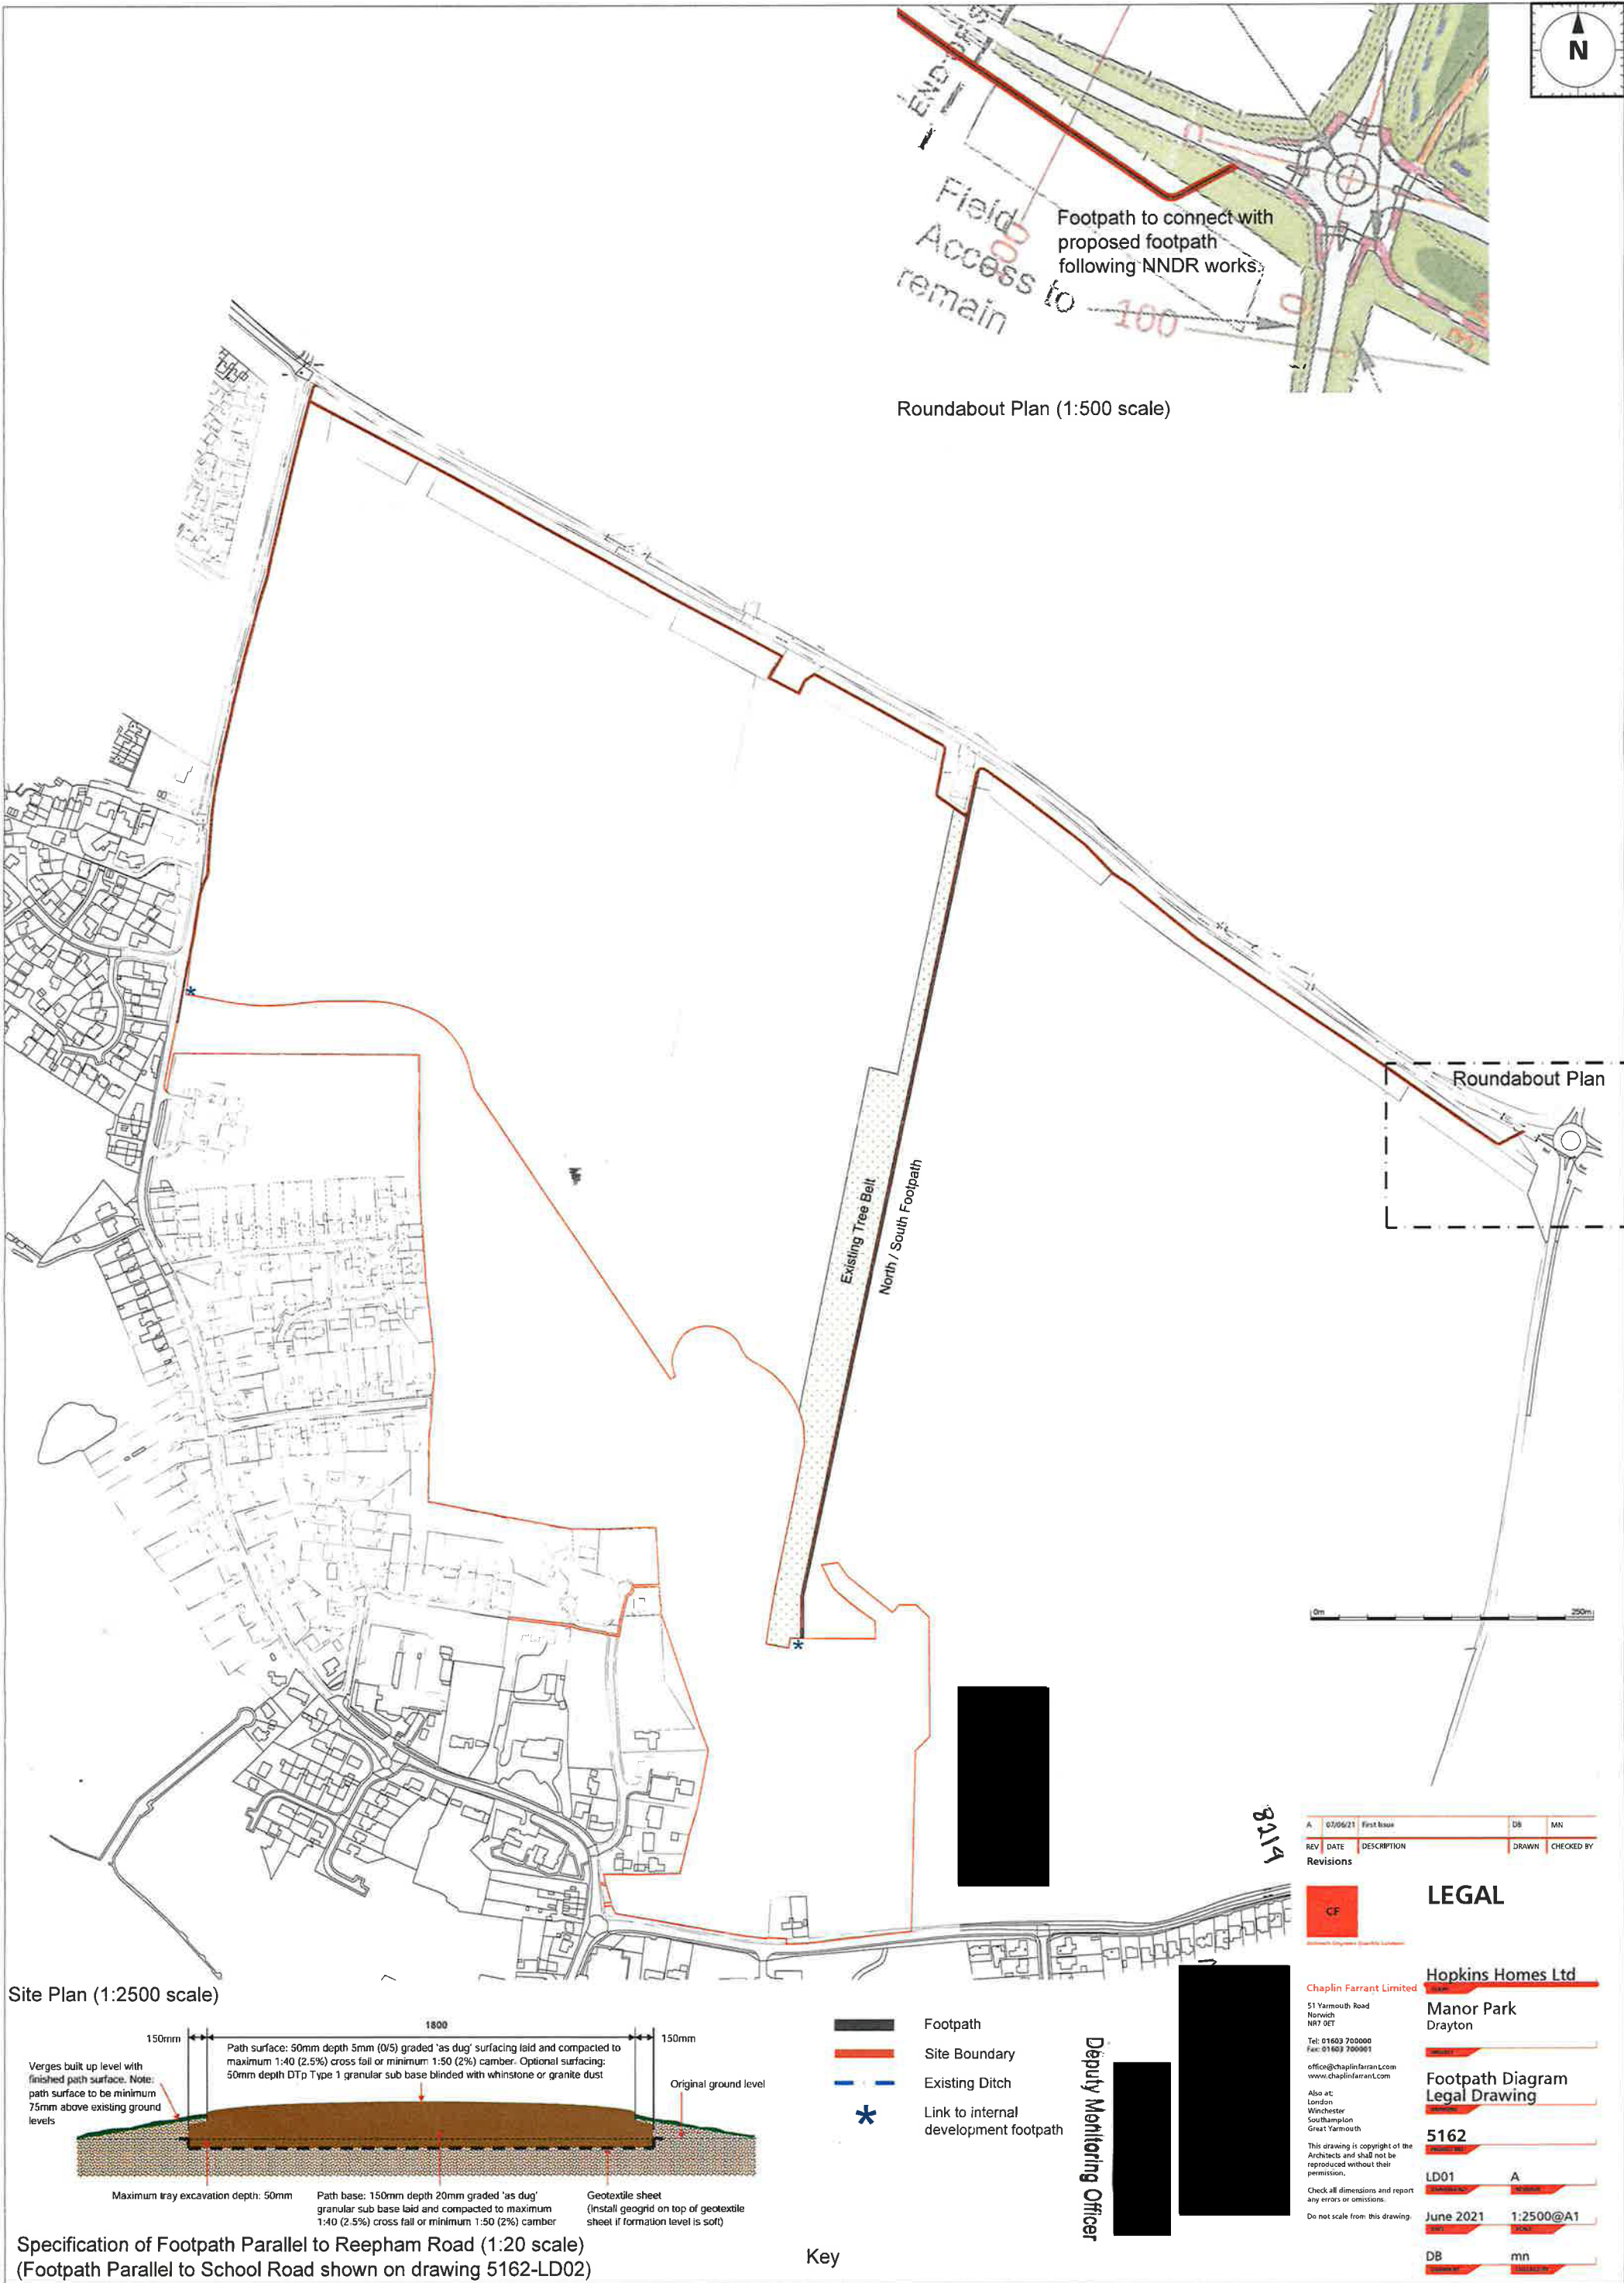 N
END OF
Field
Access to
remain
100
Footpath to connect with
proposed footpath
following NNDR works.
Roundabout Plan (1:500 scale)
Roundabout Plan
Existing Tree Belt
North / South Footpath
*
*
0m
250m
8219
A 07/06/21 First Issue DB MN
REV DATE DESCRIPTION DRAWN CHECKED BY
Revisions
CF
LEGAL
Chaplin Farrant Limited
51 Yarmouth Road
Norwich
NR7 0ET
Tel: 01603 700000
Fax: 01603 700001
office@chaplinfarrant.com
www.chaplinfarrant.com
Also at:
London
Winchester
Southampton
Great Yarmouth
This drawing is copyright of the
Architects and shall not be
reproduced without their
permission.
Check all dimensions and report
any errors or omissions.
Do not scale from this drawing.
Hopkins Homes Ltd
Manor Park
Drayton
Footpath Diagram
Legal Drawing
5162
LD01 A
June 2021 1:2500@A1
DB mn
Site Plan (1:2500 scale)
150mm
1800
150mm
Path surface: 50mm depth 5mm (0/5) graded 'as dug' surfacing laid and compacted to
maximum 1:40 (2.5%) cross fall or minimum 1:50 (2%) camber. Optional surfacing:
50mm depth DTp Type 1 granular sub base blinded with whinstone or granite dust
Verges built up level with
finished path surface. Note:
path surface to be minimum
75mm above existing ground
levels
Original ground level
Maximum tray excavation depth: 50mm
Path base: 150mm depth 20mm graded 'as dug'
granular sub base laid and compacted to maximum
1:40 (2.5%) cross fall or minimum 1:50 (2%) camber
Geotextile sheet
(install geogrid on top of geotextile
sheet if formation level is soft)
Specification of Footpath Parallel to Reepham Road (1:20 scale)
(Footpath Parallel to School Road shown on drawing 5162-LD02)
Footpath
Site Boundary
Existing Ditch
* Link to internal
development footpath
Key
Deputy Monitoring Officer